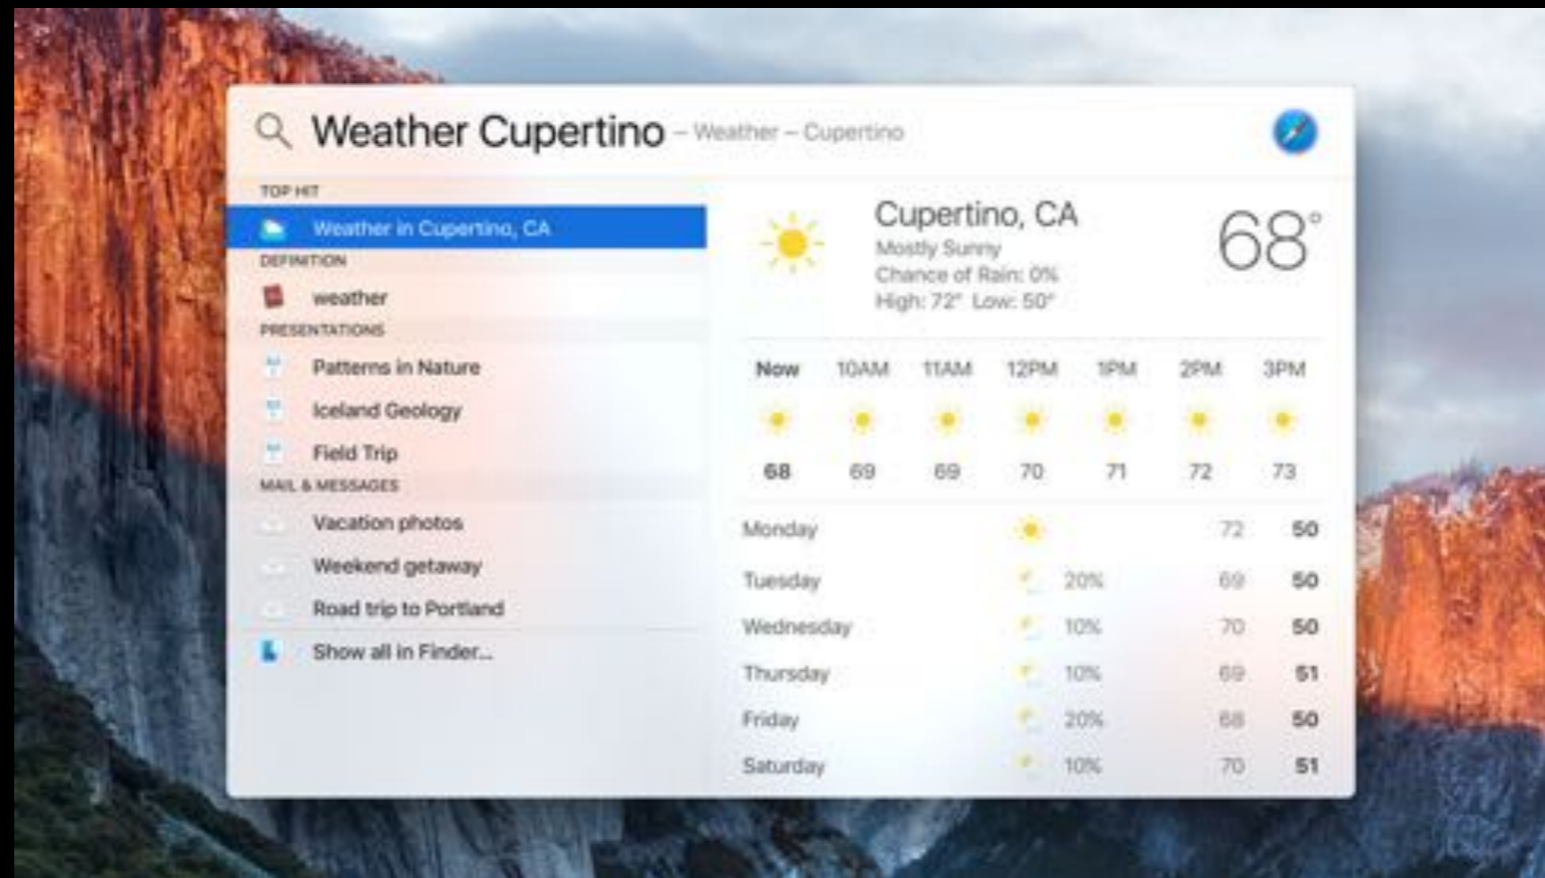 Weather Cupertino – Weather – Cupertino
TOP HIT
Weather in Cupertino, CA
DEFINITION
weather
PRESENTATIONS
Patterns in Nature
Iceland Geology
Field Trip
MAIL & MESSAGES
Vacation photos
Weekend getaway
Road trip to Portland
Show all in Finder...
Cupertino, CA
Mostly Sunny
Chance of Rain: 0%
High: 72° Low: 50°
68°
Now 10AM 11AM 12PM 1PM 2PM 3PM
68 69 69 70 71 72 73
Monday 72 50
Tuesday 20% 69 50
Wednesday 10% 70 50
Thursday 10% 69 51
Friday 20% 68 50
Saturday 10% 70 51